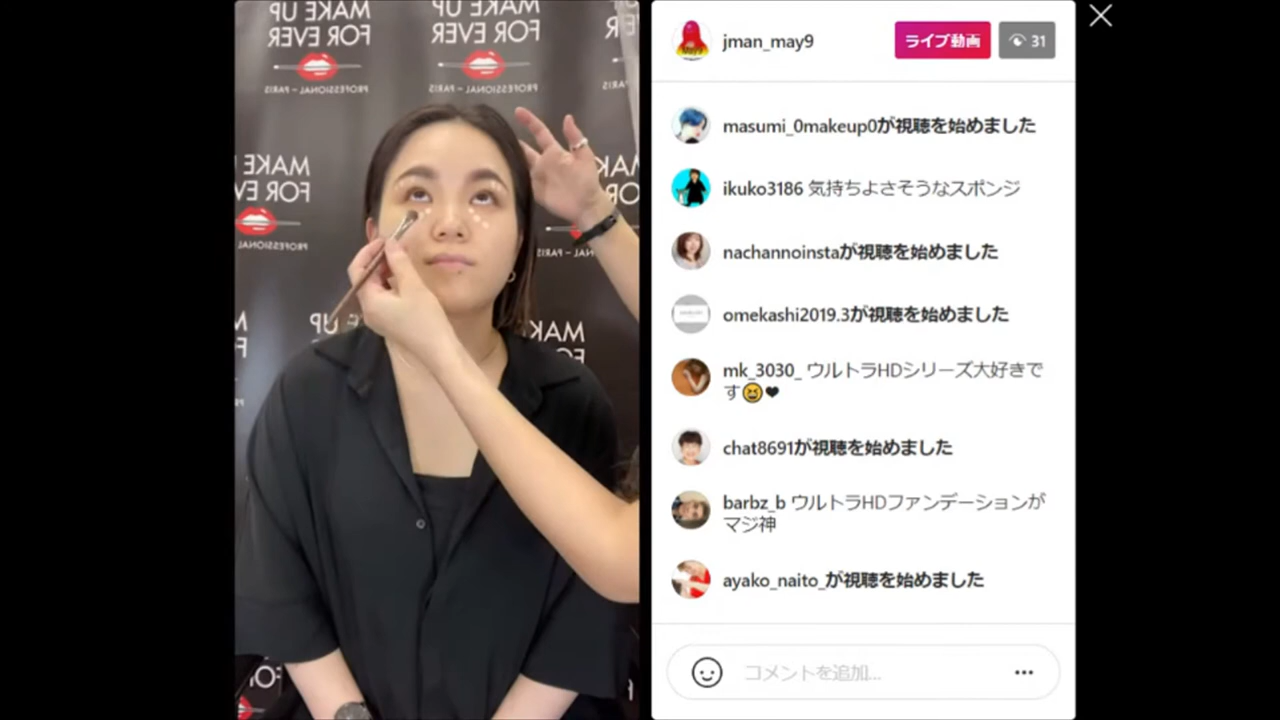 MAKE UP
FOR EVER
PROFESSIONAL – PARIS
MAKE UP
FOR EVER
PROFESSIONAL – PARIS
MAKE UP
FOR EVER
PROFESSIONAL
MAKE UP
jman_may9
ライブ動画
31
masumi_0makeup0が視聴を始めました
ikuko3186 気持ちよさそうなスポンジ
nachannoinstaが視聴を始めました
omekashi2019.3が視聴を始めました
mk_3030_ ウルトラHDシリーズ大好きで
す😆❤
chat8691が視聴を始めました
barbz_b ウルトラHDファンデーションが
マジ神
ayako_naito_が視聴を始めました
コメントを追加...